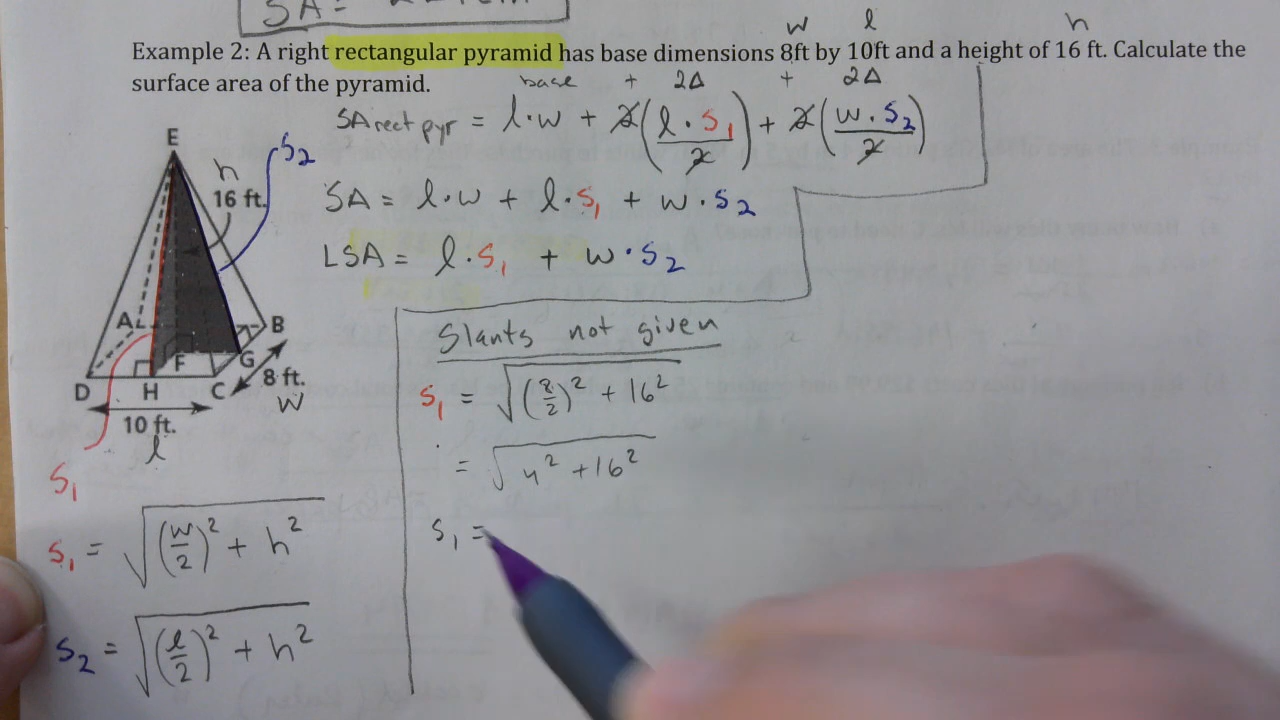 SA =
w l h
Example 2: A right rectangular pyramid has base dimensions 8ft by 10ft and a height of 16 ft. Calculate the
surface area of the pyramid.
base + 2Δ + 2Δ
SA rect pyr = l·w + 2(l·s₁/2) + 2(w·s₂/2)
SA = l·w + l·s₁ + w·s₂
LSA = l·s₁ + w·s₂
E
s₂
h
16 ft.
A
B
F
G
D
H
C
8 ft.
w
10 ft.
l
s₁
s₁ = √((w/2)² + h²)
s₂ = √((l/2)² + h²)
Slants not given
s₁ = √((8/2)² + 16²)
= √(4² + 16²)
s₁ =